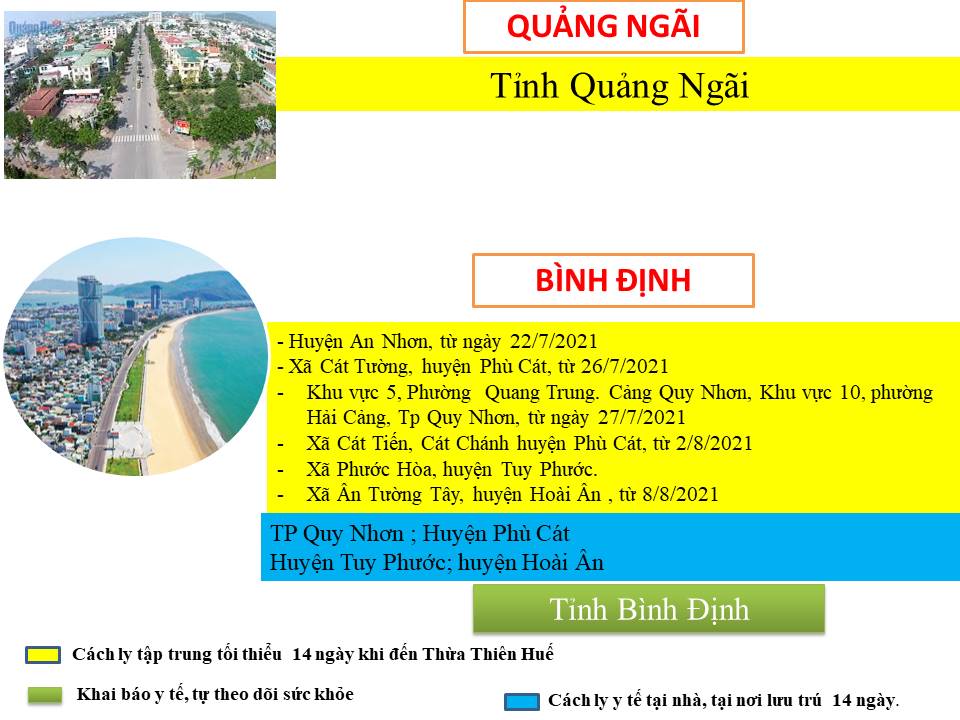 QUẢNG NGÃI
Tỉnh Quảng Ngãi
BÌNH ĐỊNH
- Huyện An Nhơn, từ ngày 22/7/2021
- Xã Cát Tường, huyện Phù Cát, từ 26/7/2021
- Khu vực 5, Phường Quang Trung. Cảng Quy Nhơn, Khu vực 10, phường
Hải Cảng, Tp Quy Nhơn, từ ngày 27/7/2021
- Xã Cát Tiến, Cát Chánh huyện Phù Cát, từ 2/8/2021
- Xã Phước Hòa, huyện Tuy Phước.
- Xã Ân Tường Tây, huyện Hoài Ân , từ 8/8/2021
TP Quy Nhơn ; Huyện Phù Cát
Huyện Tuy Phước; huyện Hoài Ân
Tỉnh Bình Định
Cách ly tập trung tối thiểu 14 ngày khi đến Thừa Thiên Huế
Khai báo y tế, tự theo dõi sức khỏe
Cách ly y tế tại nhà, tại nơi lưu trú 14 ngày.